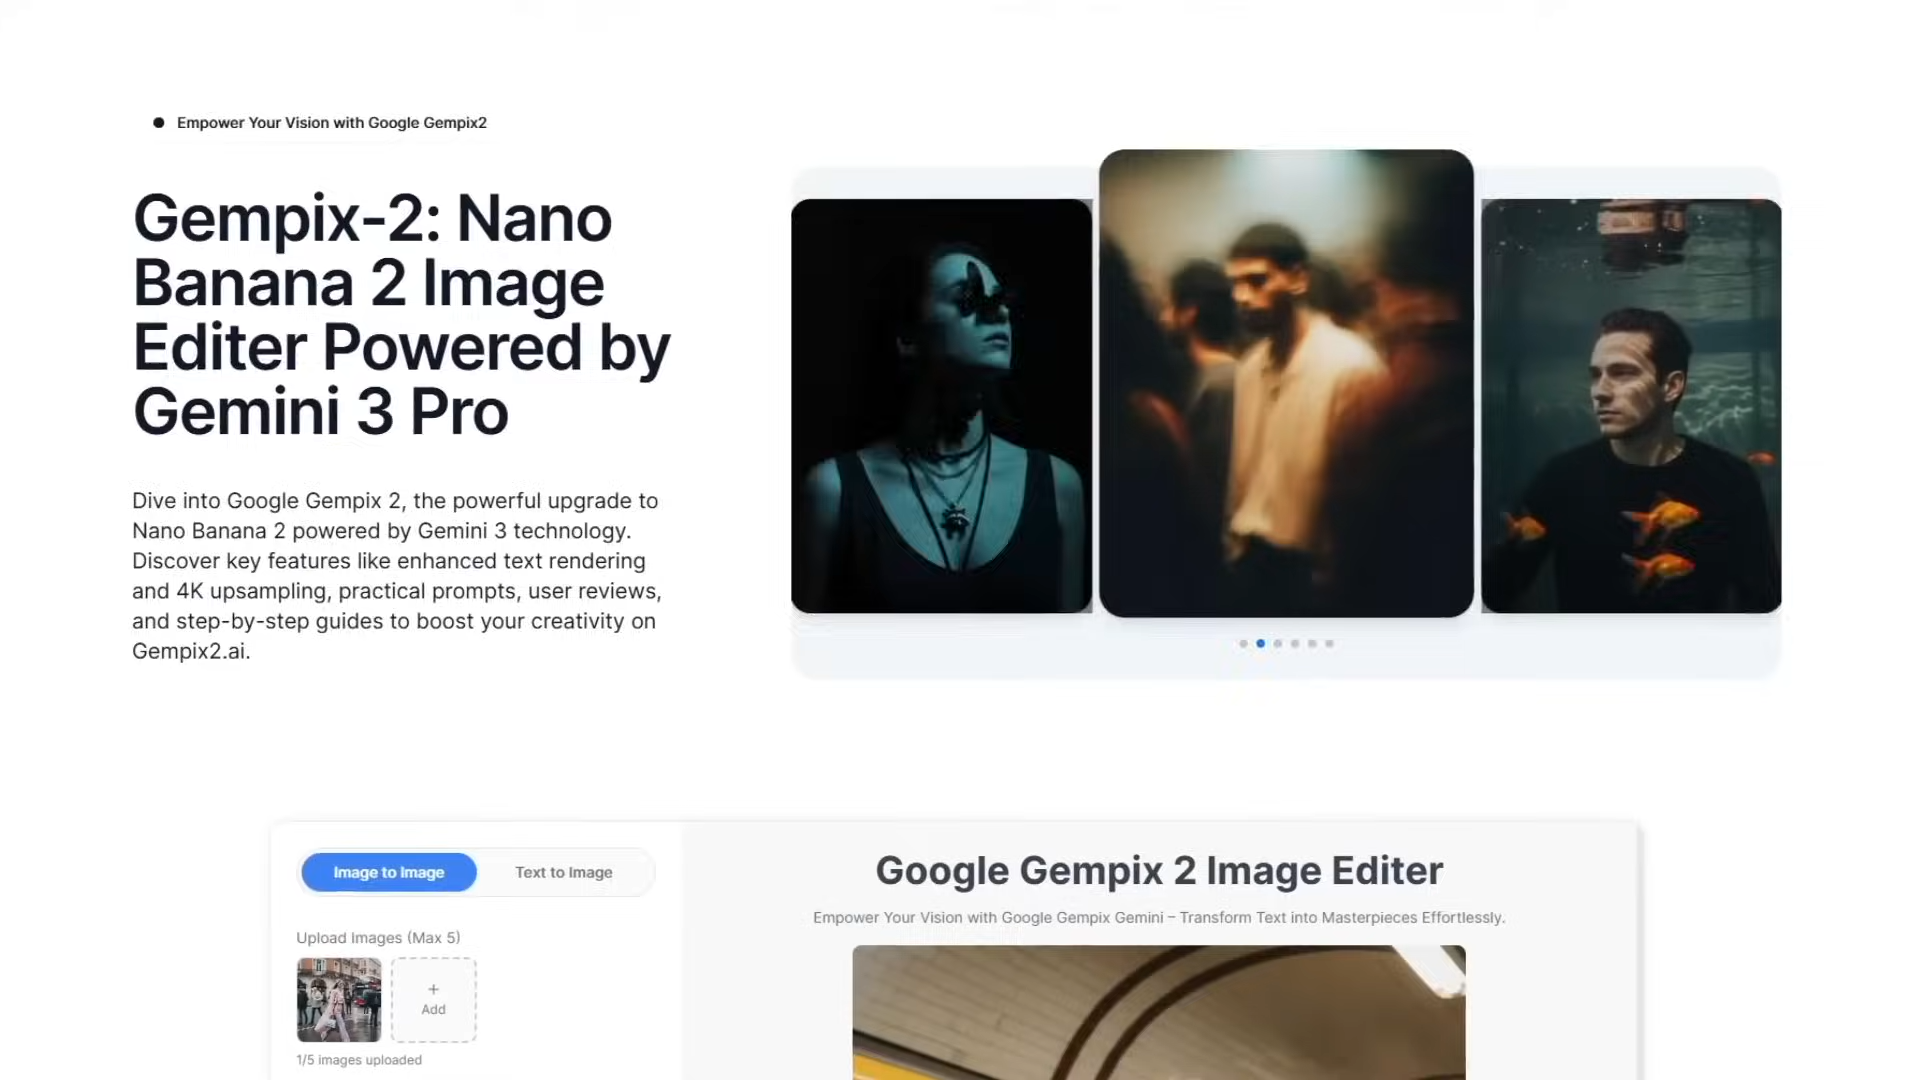 Empower Your Vision with Google Gempix2
Gempix-2: Nano
Banana 2 Image
Editer Powered by
Gemini 3 Pro
Dive into Google Gempix 2, the powerful upgrade to
Nano Banana 2 powered by Gemini 3 technology.
Discover key features like enhanced text rendering
and 4K upsampling, practical prompts, user reviews,
and step-by-step guides to boost your creativity on
Gempix2.ai.
Image to Image
Text to Image
Upload Images (Max 5)
+
Add
1/5 images uploaded
Google Gempix 2 Image Editer
Empower Your Vision with Google Gempix Gemini – Transform Text into Masterpieces Effortlessly.